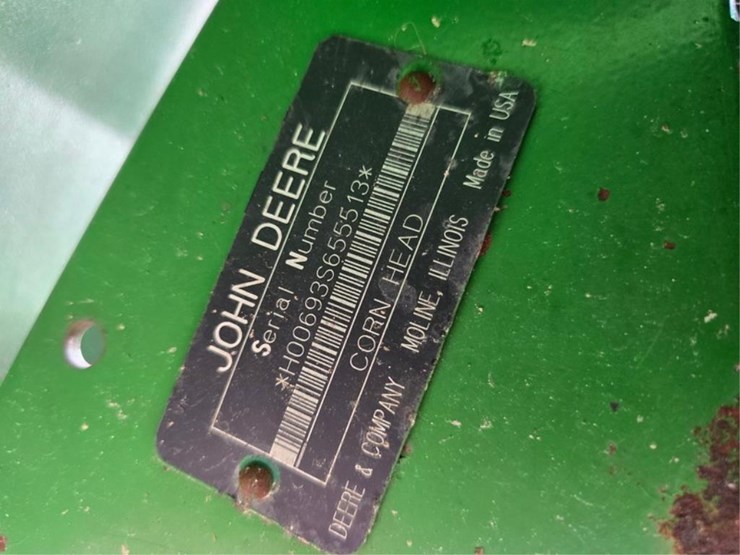 JOHN DEERE
Serial Number
*H00693S655513*
CORN HEAD
DEERE & COMPANY MOLINE, ILLINOIS Made in USA